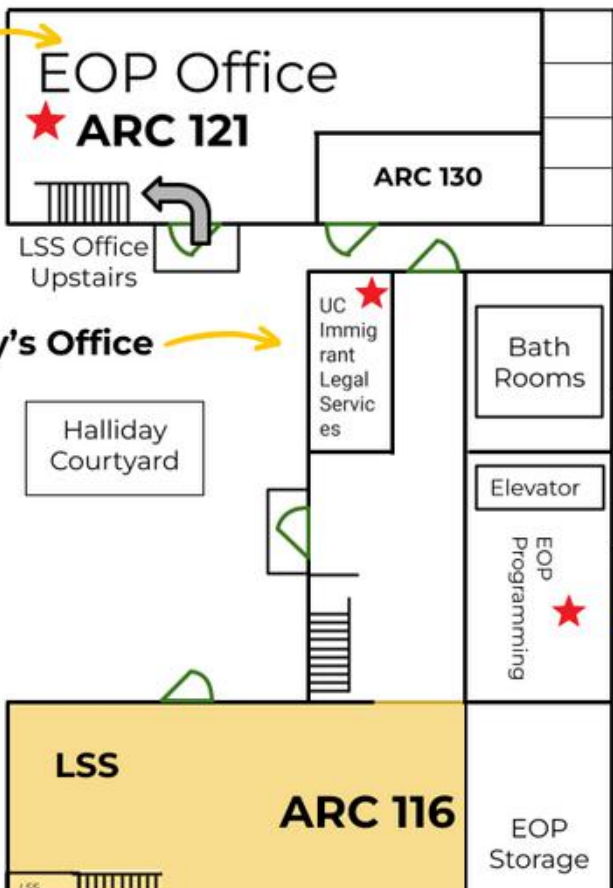 EOP Office
ARC 121
ARC 130
LSS Office
Upstairs
UC
Immig
rant
Legal
Servic
es
Bath
Rooms
y's Office
Halliday
Courtyard
Elevator
EOP
Programming
LSS
ARC 116
EOP
Storage
LSS